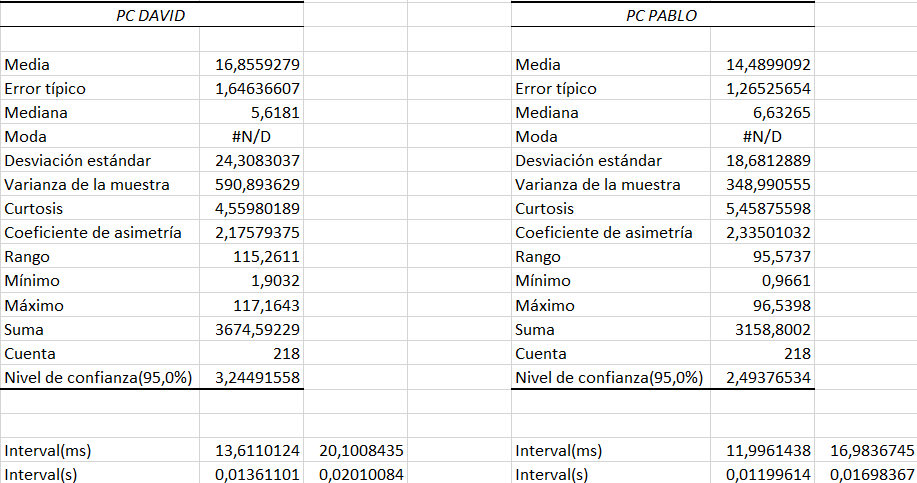 PC DAVID PC PABLO
Media 16,8559279 Media 14,4899092
Error típico 1,64636607 Error típico 1,26525654
Mediana 5,6181 Mediana 6,63265
Moda #N/D Moda #N/D
Desviación estándar 24,3083037 Desviación estándar 18,6812889
Varianza de la muestra 590,893629 Varianza de la muestra 348,990555
Curtosis 4,55980189 Curtosis 5,45875598
Coeficiente de asimetría 2,17579375 Coeficiente de asimetría 2,33501032
Rango 115,2611 Rango 95,5737
Mínimo 1,9032 Mínimo 0,9661
Máximo 117,1643 Máximo 96,5398
Suma 3674,59229 Suma 3158,8002
Cuenta 218 Cuenta 218
Nivel de confianza(95,0%) 3,24491558 Nivel de confianza(95,0%) 2,49376534
Interval(ms) 13,6110124 20,1008435 Interval(ms) 11,9961438 16,9836745
Interval(s) 0,01361101 0,02010084 Interval(s) 0,01199614 0,01698367